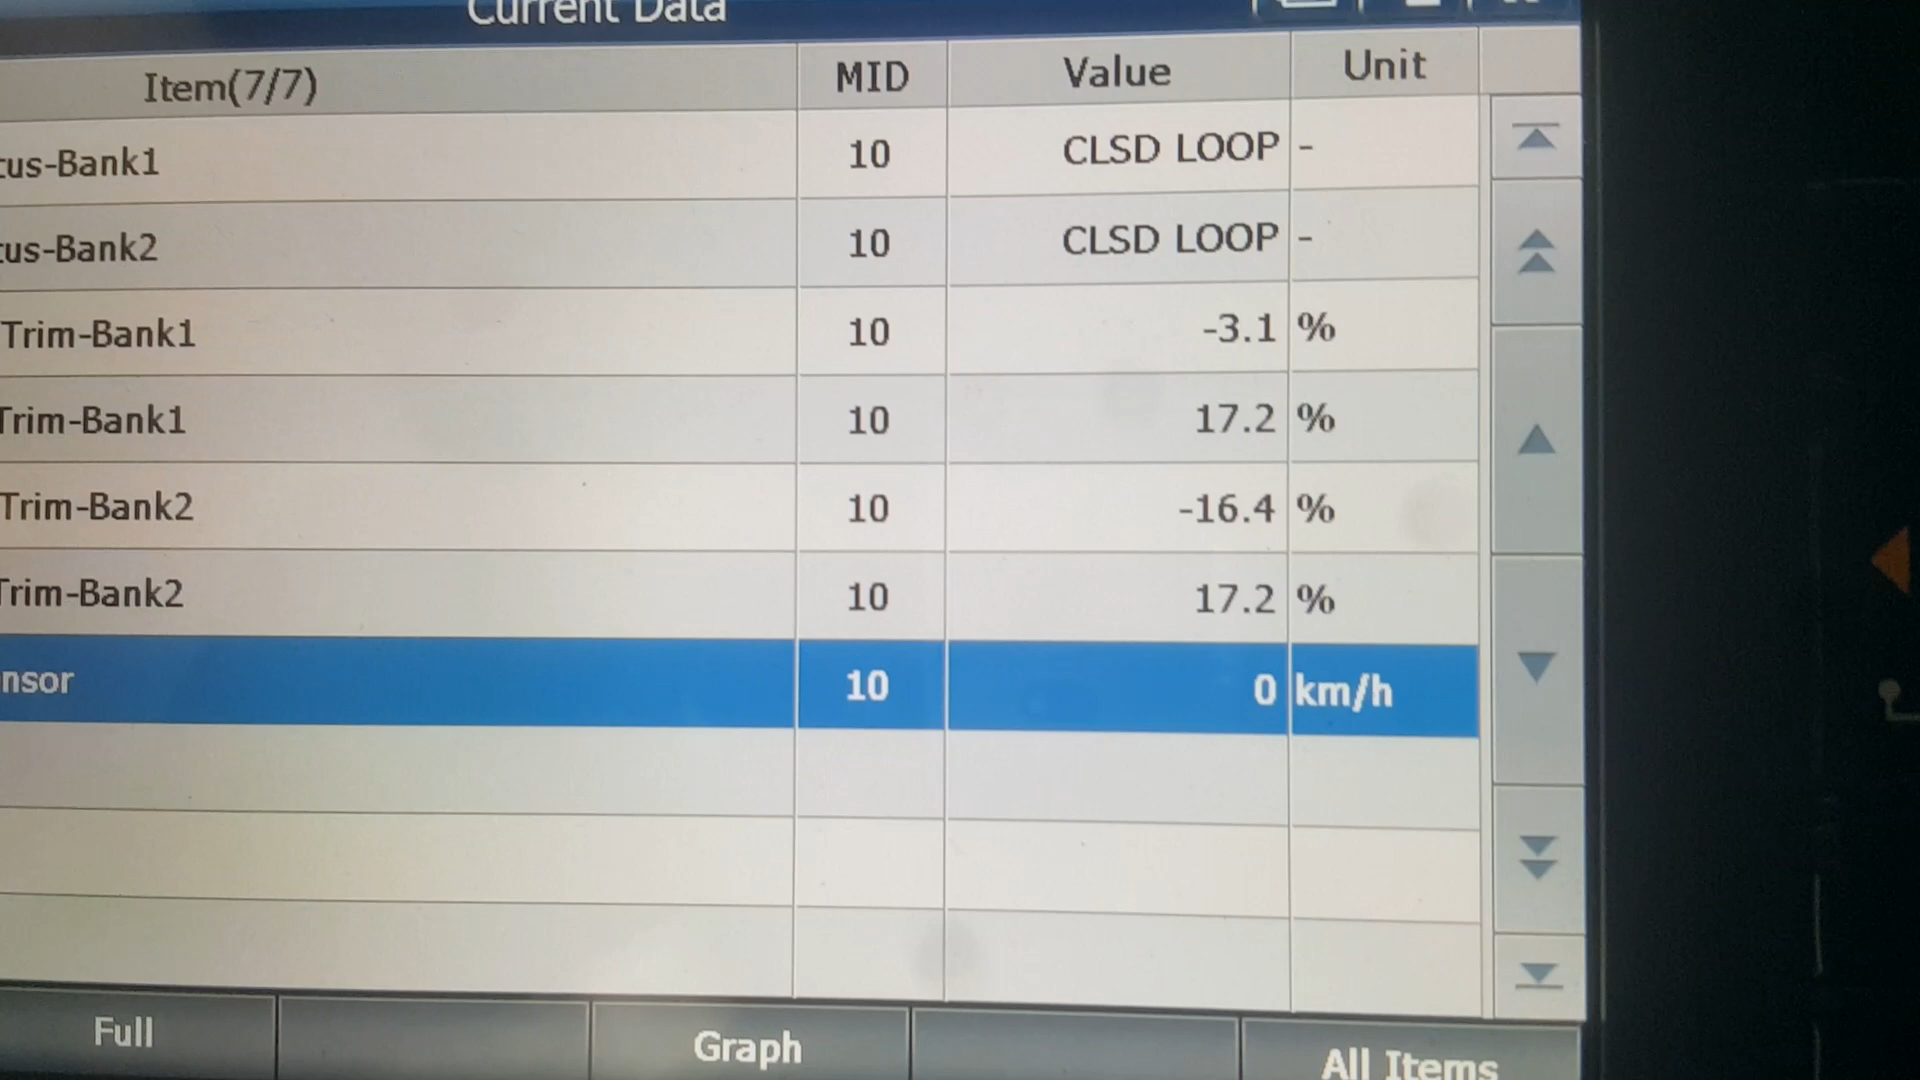 Current Data
Item(7/7) MID Value Unit
tus-Bank1 10 CLSD LOOP -
tus-Bank2 10 CLSD LOOP -
Trim-Bank1 10 -3.1 %
Trim-Bank1 10 17.2 %
Trim-Bank2 10 -16.4 %
Trim-Bank2 10 17.2 %
nsor 10 0 km/h
Full Graph All Items